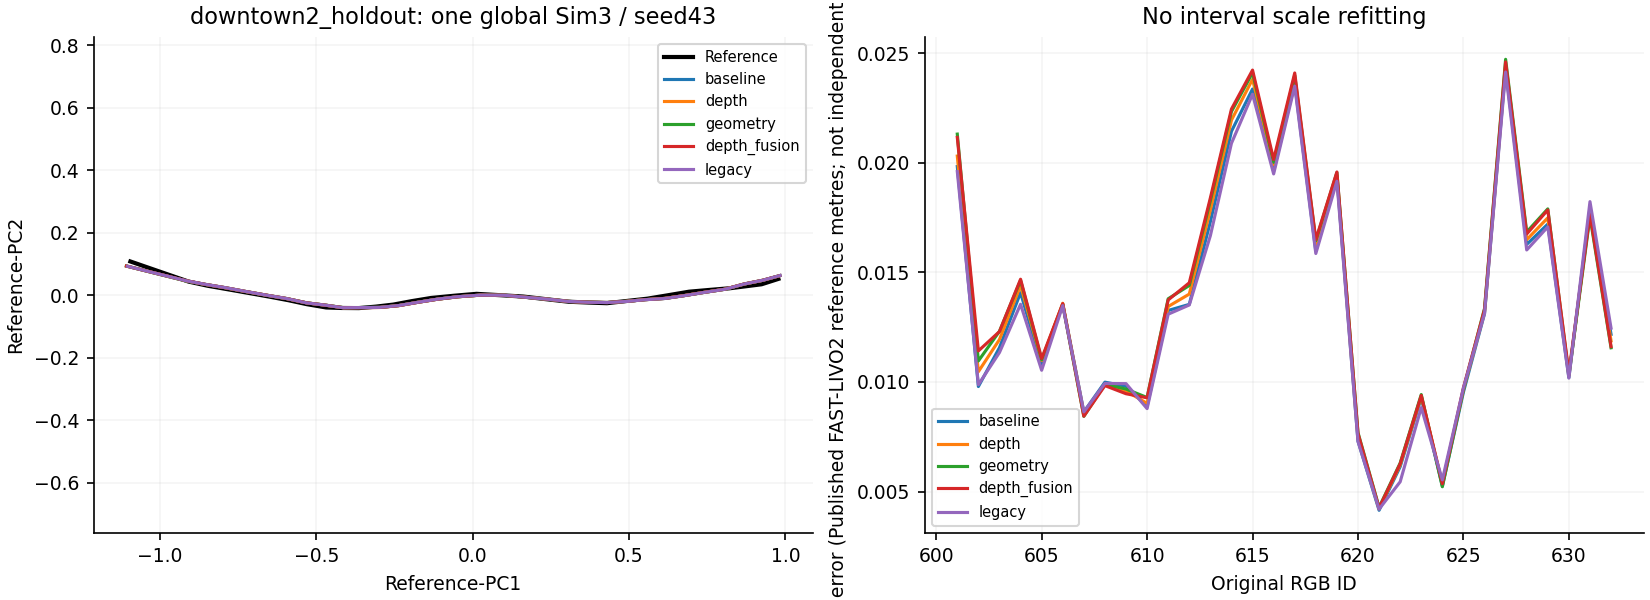 downtown2_holdout: one global Sim3 / seed43
Reference-PC2
0.8
0.6
0.4
0.2
0.0
−0.2
−0.4
−0.6
Reference
baseline
depth
geometry
depth_fusion
legacy
−1.0
−0.5
0.0
0.5
1.0
Reference-PC1
No interval scale refitting
error (Published FAST-LIVO2 reference metres; not independent
0.025
0.020
0.015
0.010
0.005
baseline
depth
geometry
depth_fusion
legacy
600
605
610
615
620
625
630
Original RGB ID